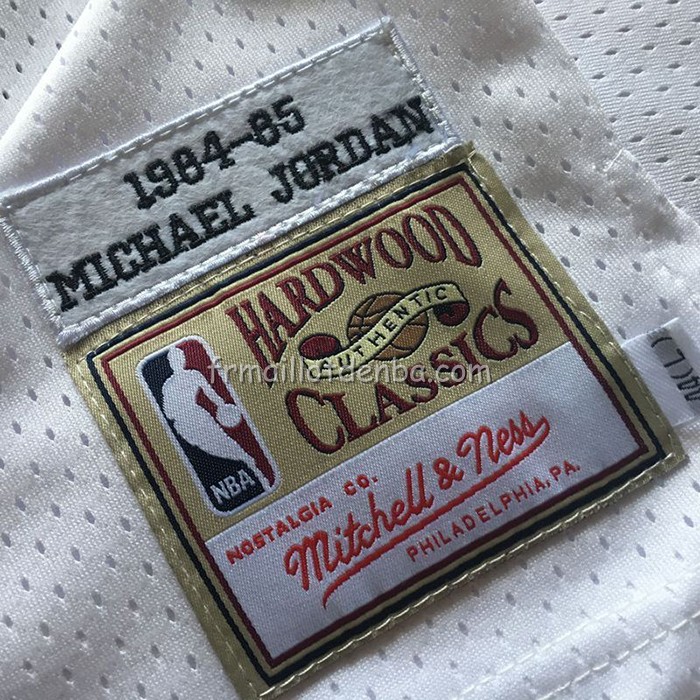 1984-85
MICHAEL JORDAN
HARDWOOD
AUTHENTIC
CLASSICS
NBA
frmaillotdenba.com
NOSTALGIA CO.
Mitchell & Ness
PHILADELPHIA, PA.